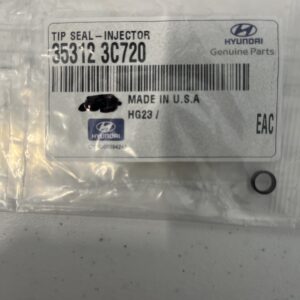 TIP SEAL-INJECTOR
35312 3C720
HYUNDAI
Genuine Parts
MADE IN U.S.A
HG23 /
HYUNDAI
EAC